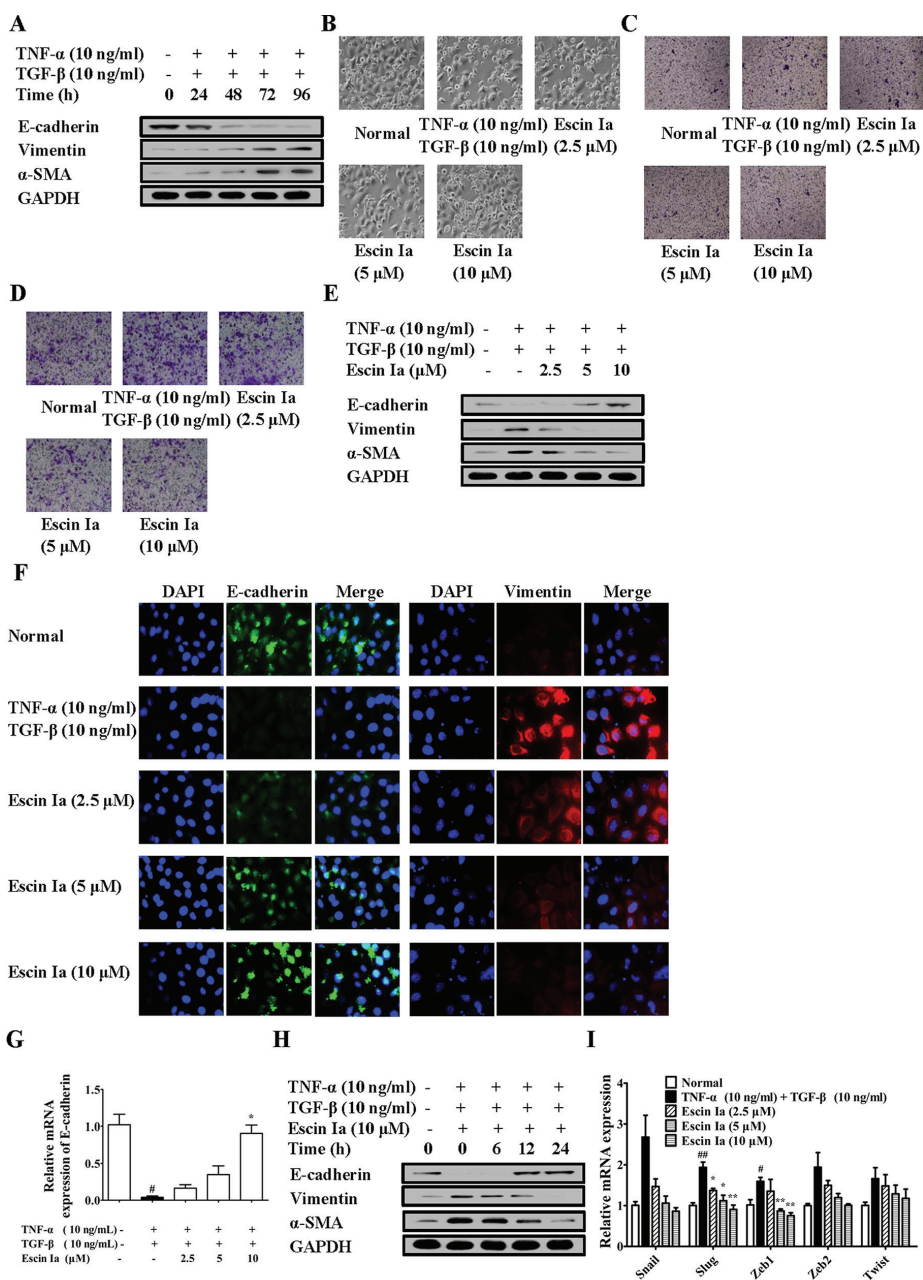 A
TNF-α (10 ng/ml) - + + + +
TGF-β (10 ng/ml) - + + + +
Time (h) 0 24 48 72 96
E-cadherin
Vimentin
α-SMA
GAPDH
B
Normal
TNF-α (10 ng/ml)
TGF-β (10 ng/ml)
Escin Ia
(2.5 μM)
Escin Ia
(5 μM)
Escin Ia
(10 μM)
C
Normal
TNF-α (10 ng/ml)
TGF-β (10 ng/ml)
Escin Ia
(2.5 μM)
Escin Ia
(5 μM)
Escin Ia
(10 μM)
D
Normal
TNF-α (10 ng/ml)
TGF-β (10 ng/ml)
Escin Ia
(2.5 μM)
Escin Ia
(5 μM)
Escin Ia
(10 μM)
E
TNF-α (10 ng/ml) - + + + +
TGF-β (10 ng/ml) - + + + +
Escin Ia (μM) - - 2.5 5 10
E-cadherin
Vimentin
α-SMA
GAPDH
F
DAPI E-cadherin Merge DAPI Vimentin Merge
Normal
TNF-α (10 ng/ml)
TGF-β (10 ng/ml)
Escin Ia (2.5 μM)
Escin Ia (5 μM)
Escin Ia (10 μM)
G
Relative mRNA
expression of E-cadherin
1.5
1.0
0.5
0.0
#
*
TNF-α (10 ng/mL) - + + + +
TGF-β (10 ng/mL) - + + + +
Escin Ia (μM) - - 2.5 5 10
H
TNF-α (10 ng/ml) - + + + +
TGF-β (10 ng/ml) - + + + +
Escin Ia (10 μM) - + + + +
Time (h) 0 0 6 12 24
E-cadherin
Vimentin
α-SMA
GAPDH
I
Relative mRNA expression
4
3
2
1
0
Normal
TNF-α (10 ng/ml) + TGF-β (10 ng/ml)
Escin Ia (2.5 μM)
Escin Ia (5 μM)
Escin Ia (10 μM)
## * * **
# ** **
Snail Slug Zeb1 Zeb2 Twist